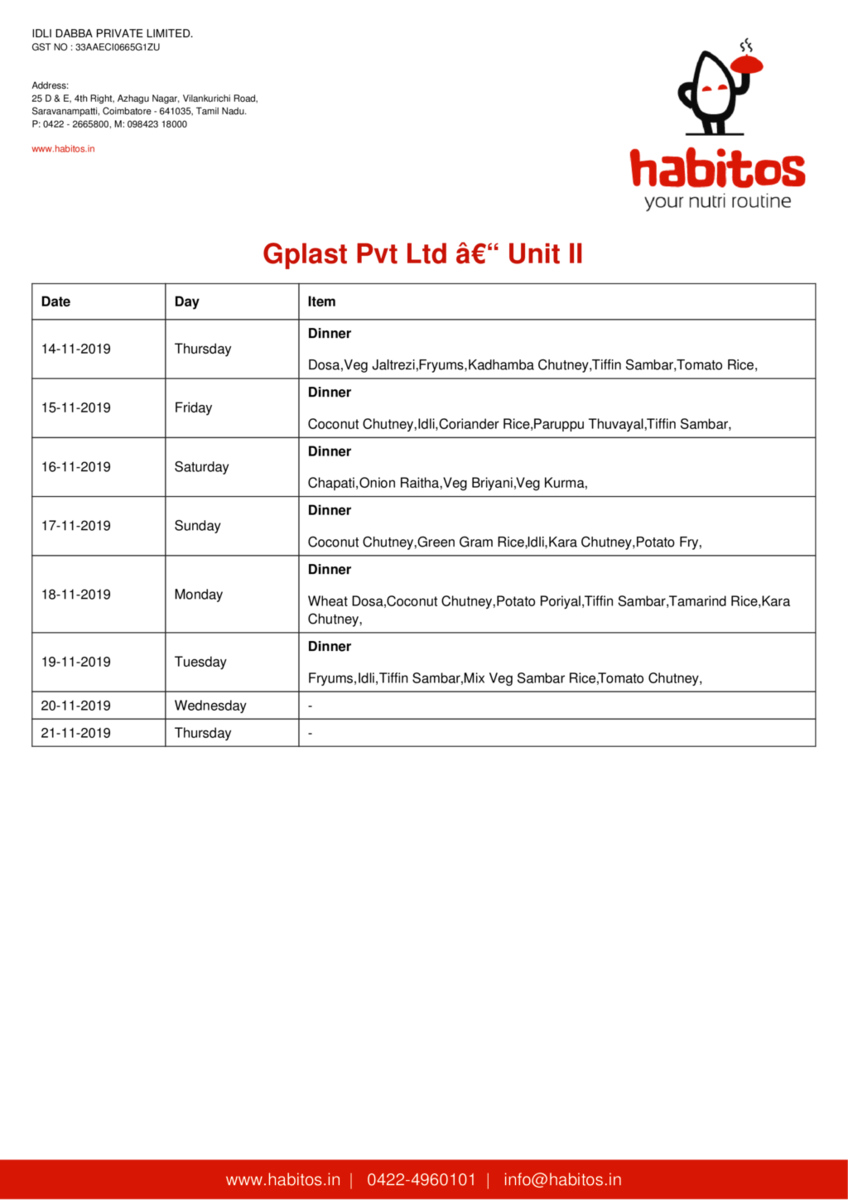 IDLI DABBA PRIVATE LIMITED.
GST NO : 33AAECI0665G1ZU
Address:
25 D & E, 4th Right, Azhagu Nagar, Vilankurichi Road,
Saravanampatti, Coimbatore - 641035, Tamil Nadu.
P: 0422 - 2665800, M: 098423 18000
www.habitos.in
habitos
your nutri routine
Gplast Pvt Ltd â€“ Unit II
Date Day Item
14-11-2019 Thursday Dinner
Dosa,Veg Jaltrezi,Fryums,Kadhamba Chutney,Tiffin Sambar,Tomato Rice,
15-11-2019 Friday Dinner
Coconut Chutney,Idli,Coriander Rice,Paruppu Thuvayal,Tiffin Sambar,
16-11-2019 Saturday Dinner
Chapati,Onion Raitha,Veg Briyani,Veg Kurma,
17-11-2019 Sunday Dinner
Coconut Chutney,Green Gram Rice,Idli,Kara Chutney,Potato Fry,
18-11-2019 Monday Dinner
Wheat Dosa,Coconut Chutney,Potato Poriyal,Tiffin Sambar,Tamarind Rice,Kara
Chutney,
19-11-2019 Tuesday Dinner
Fryums,Idli,Tiffin Sambar,Mix Veg Sambar Rice,Tomato Chutney,
20-11-2019 Wednesday -
21-11-2019 Thursday -
www.habitos.in | 0422-4960101 | info@habitos.in